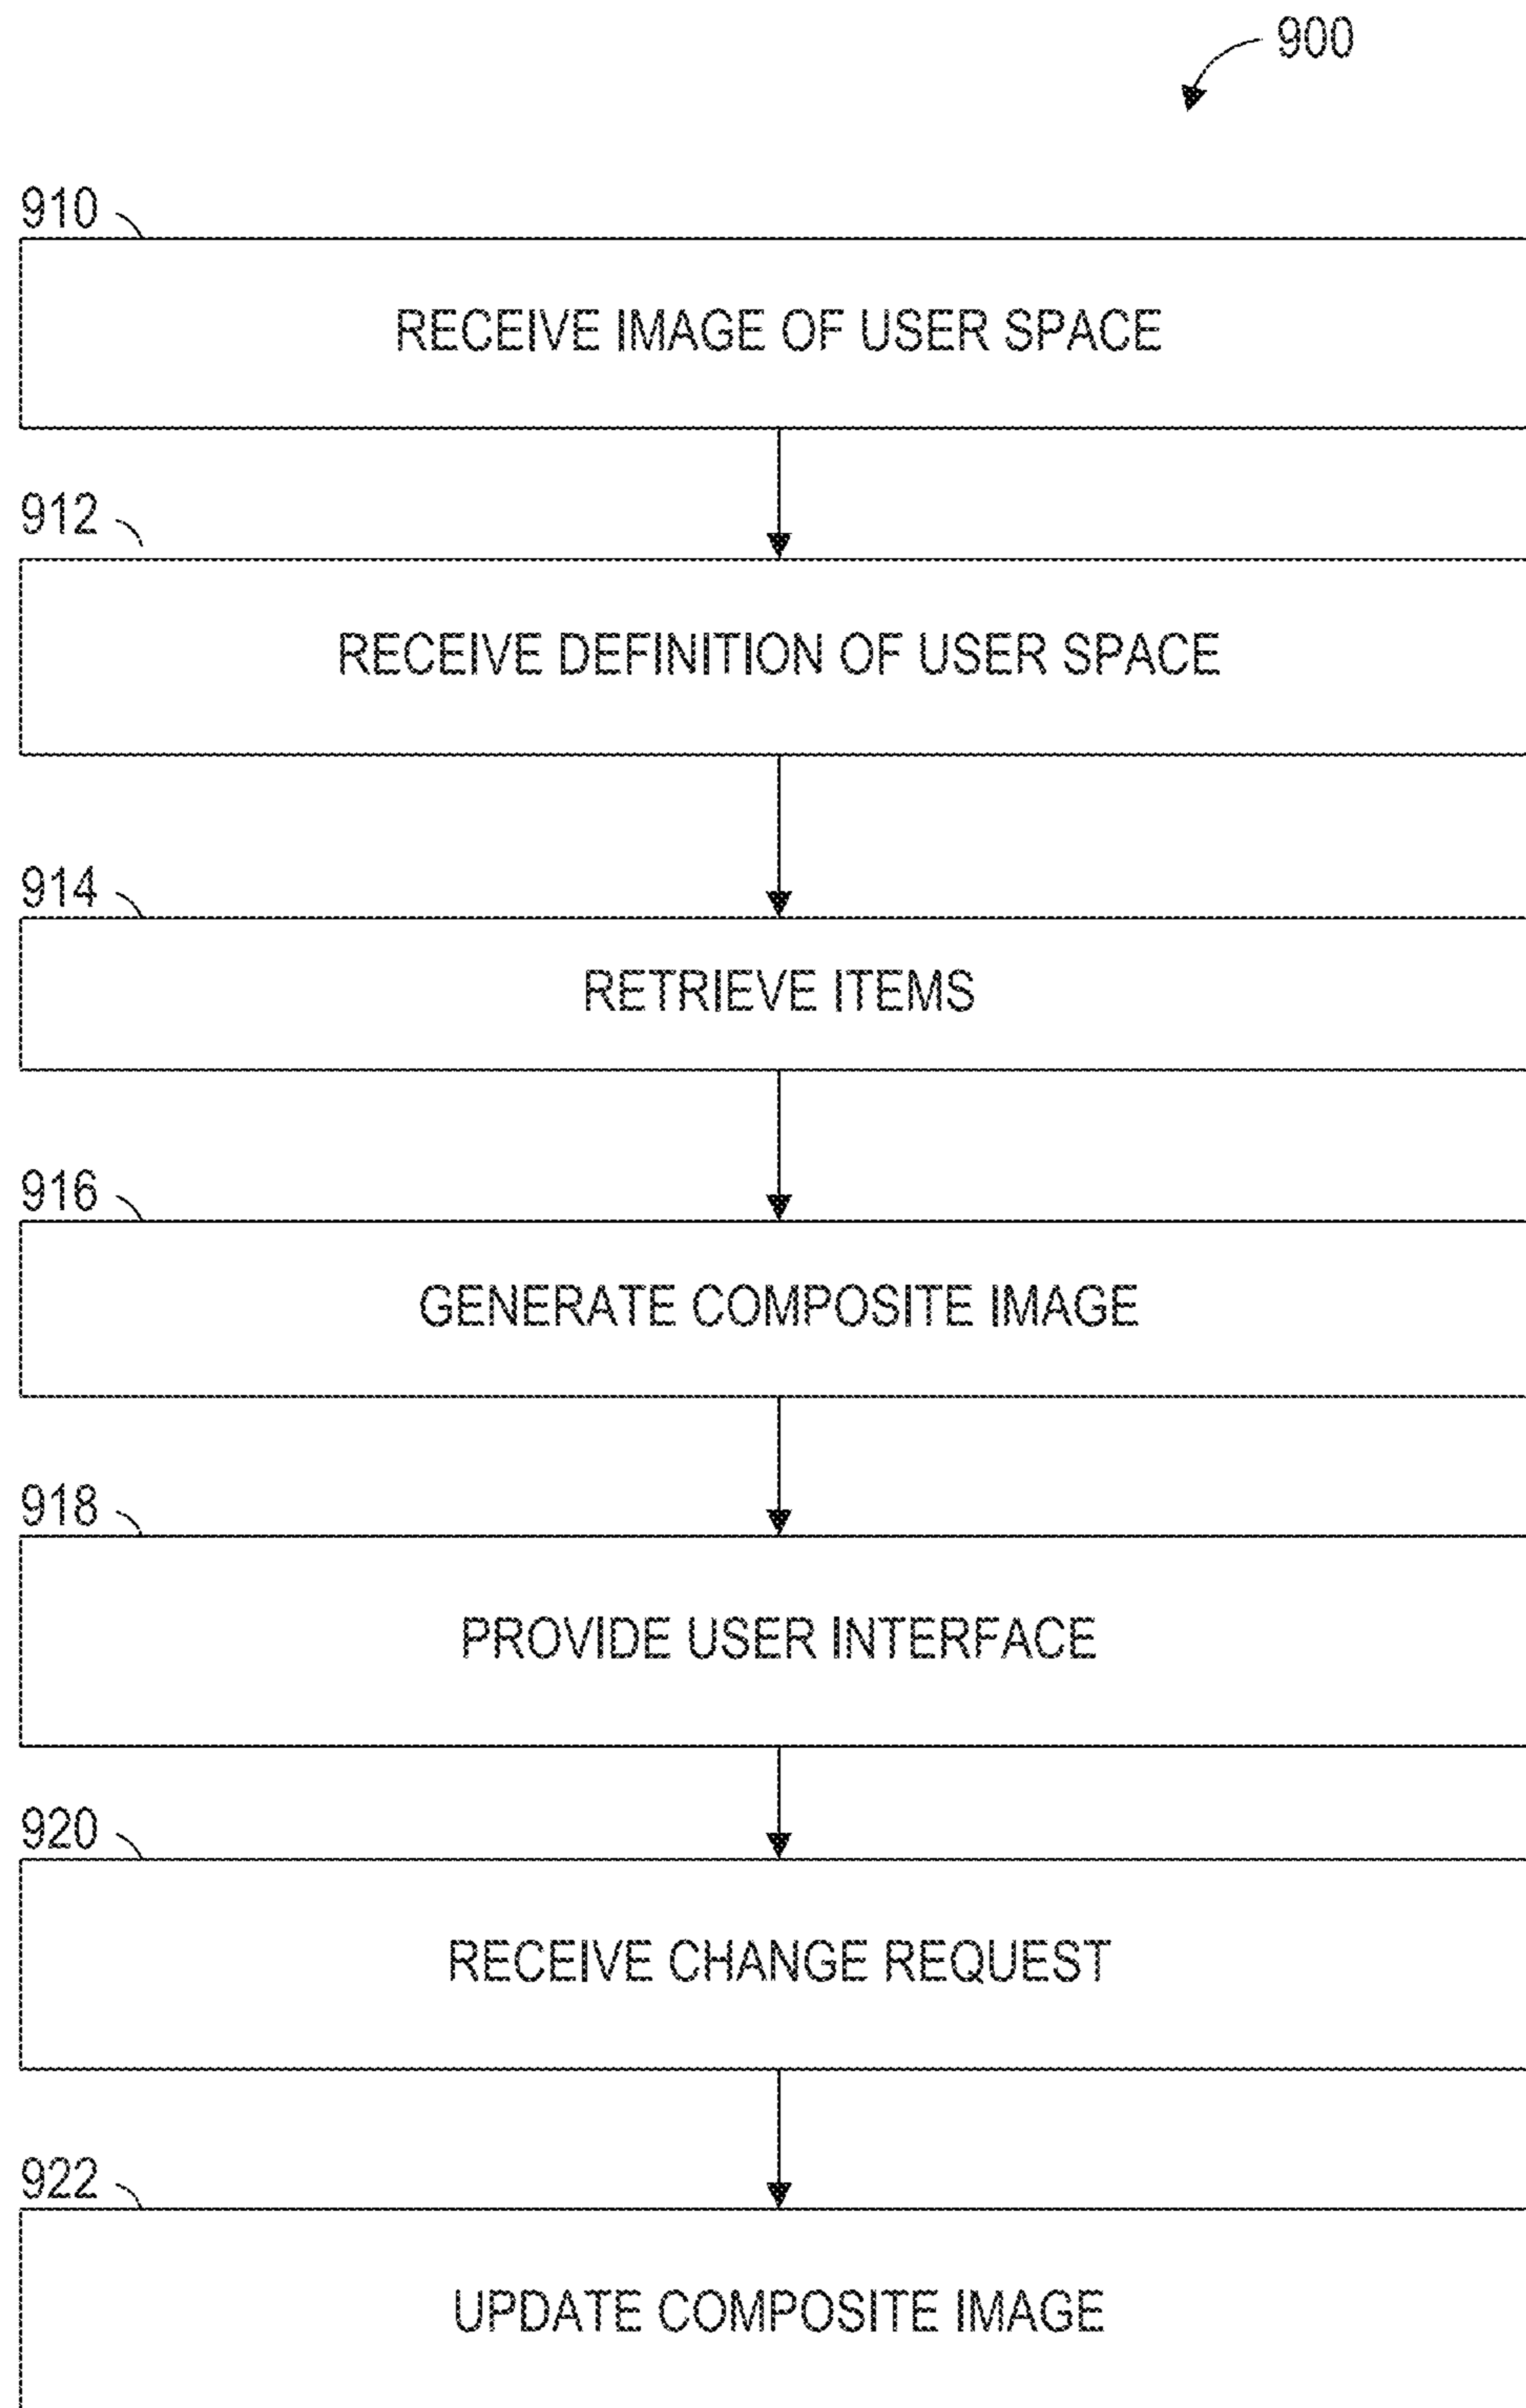 900
910
RECEIVE IMAGE OF USER SPACE
912
RECEIVE DEFINITION OF USER SPACE
914
RETRIEVE ITEMS
916
GENERATE COMPOSITE IMAGE
918
PROVIDE USER INTERFACE
920
RECEIVE CHANGE REQUEST
922
UPDATE COMPOSITE IMAGE